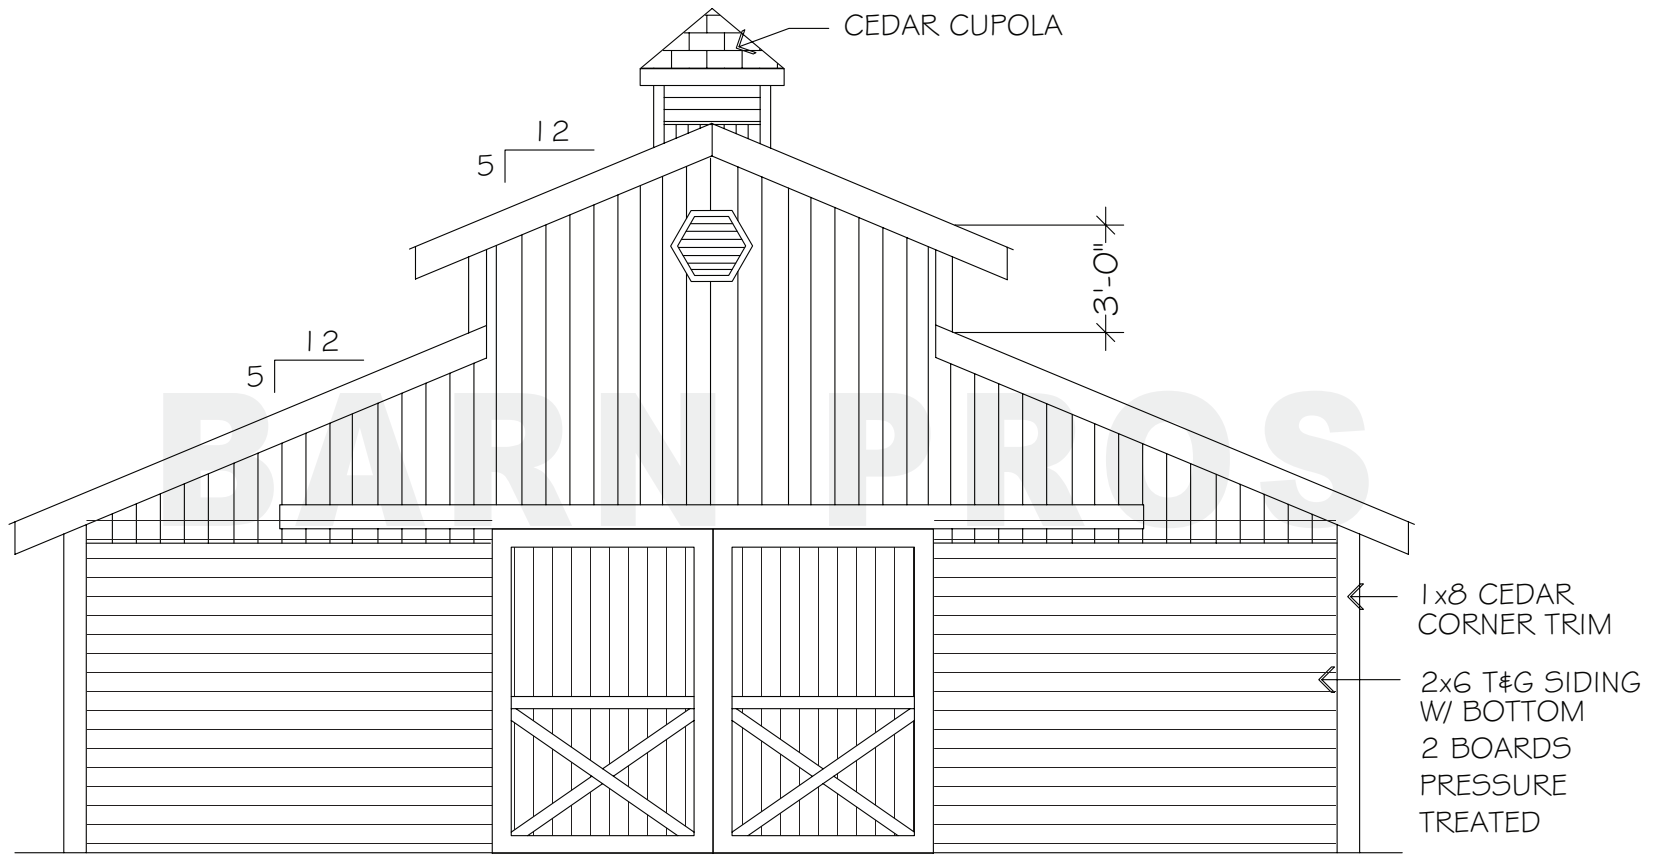 CEDAR CUPOLA
12
5
3'-0"
12
5
BARN PROS
1x8 CEDAR
CORNER TRIM
2x6 T&G SIDING
W/ BOTTOM
2 BOARDS
PRESSURE
TREATED